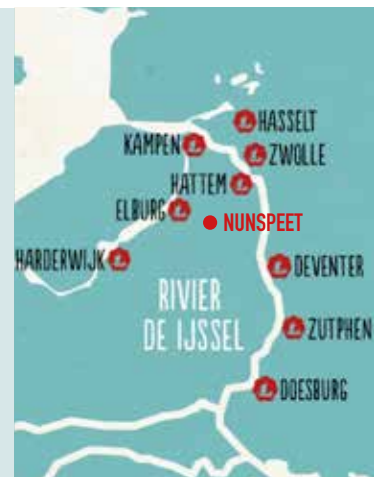 HASSELT
KAMPEN
ZWOLLE
HATTEM
ELBURG
NUNSPEET
HARDERWIJK
DEVENTER
RIVIER
DE IJSSEL
ZUTPHEN
DOESBURG